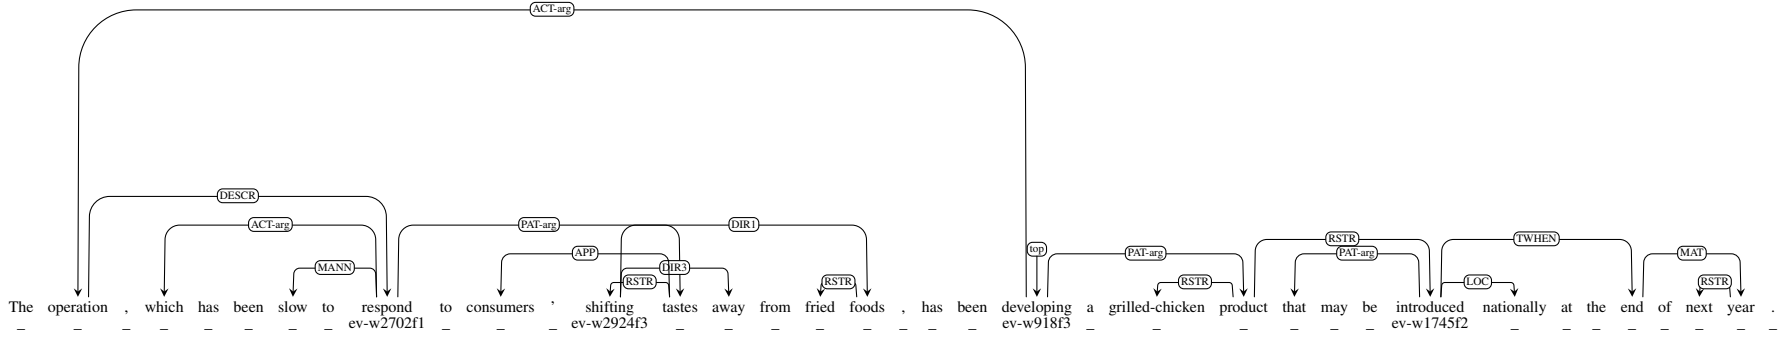 ACT-arg
DESCR
ACT-arg PAT-arg DIR1
RSTR TWHEN
top
APP PAT-arg PAT-arg MAT
MANN DIR3
RSTR RSTR RSTR LOC RSTR
The operation , which has been slow to respond to consumers ’ shifting tastes away from fried foods , has been developing a grilled-chicken product that may be introduced nationally at the end of next year .
_ _ _ _ _ _ _ _ ev-w2702f1 _ _ _ ev-w2924f3 _ _ _ _ _ _ _ _ ev-w918f3 _ _ _ _ _ _ ev-w1745f2 _ _ _ _ _ _ _ _